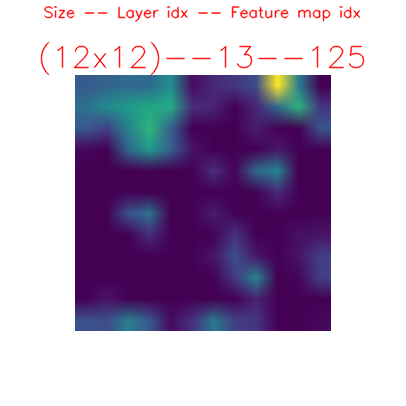 Size -- Layer idx -- Feature map idx
(12x12)--13--125